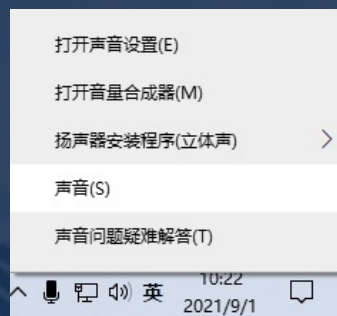 打开声音设置(E)
打开音量合成器(M)
扬声器安装程序(立体声)
声音(S)
声音问题疑难解答(T)
英
10:22
2021/9/1